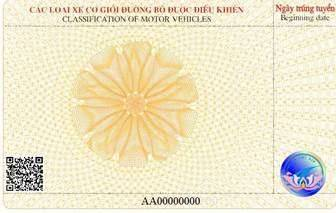 CÁC LOẠI XE CƠ GIỚI ĐƯỜNG BỘ ĐƯỢC ĐIỀU KHIỂN
CLASSIFICATION OF MOTOR VEHICLES
Ngày trúng tuyển
Beginning date
AA00000000